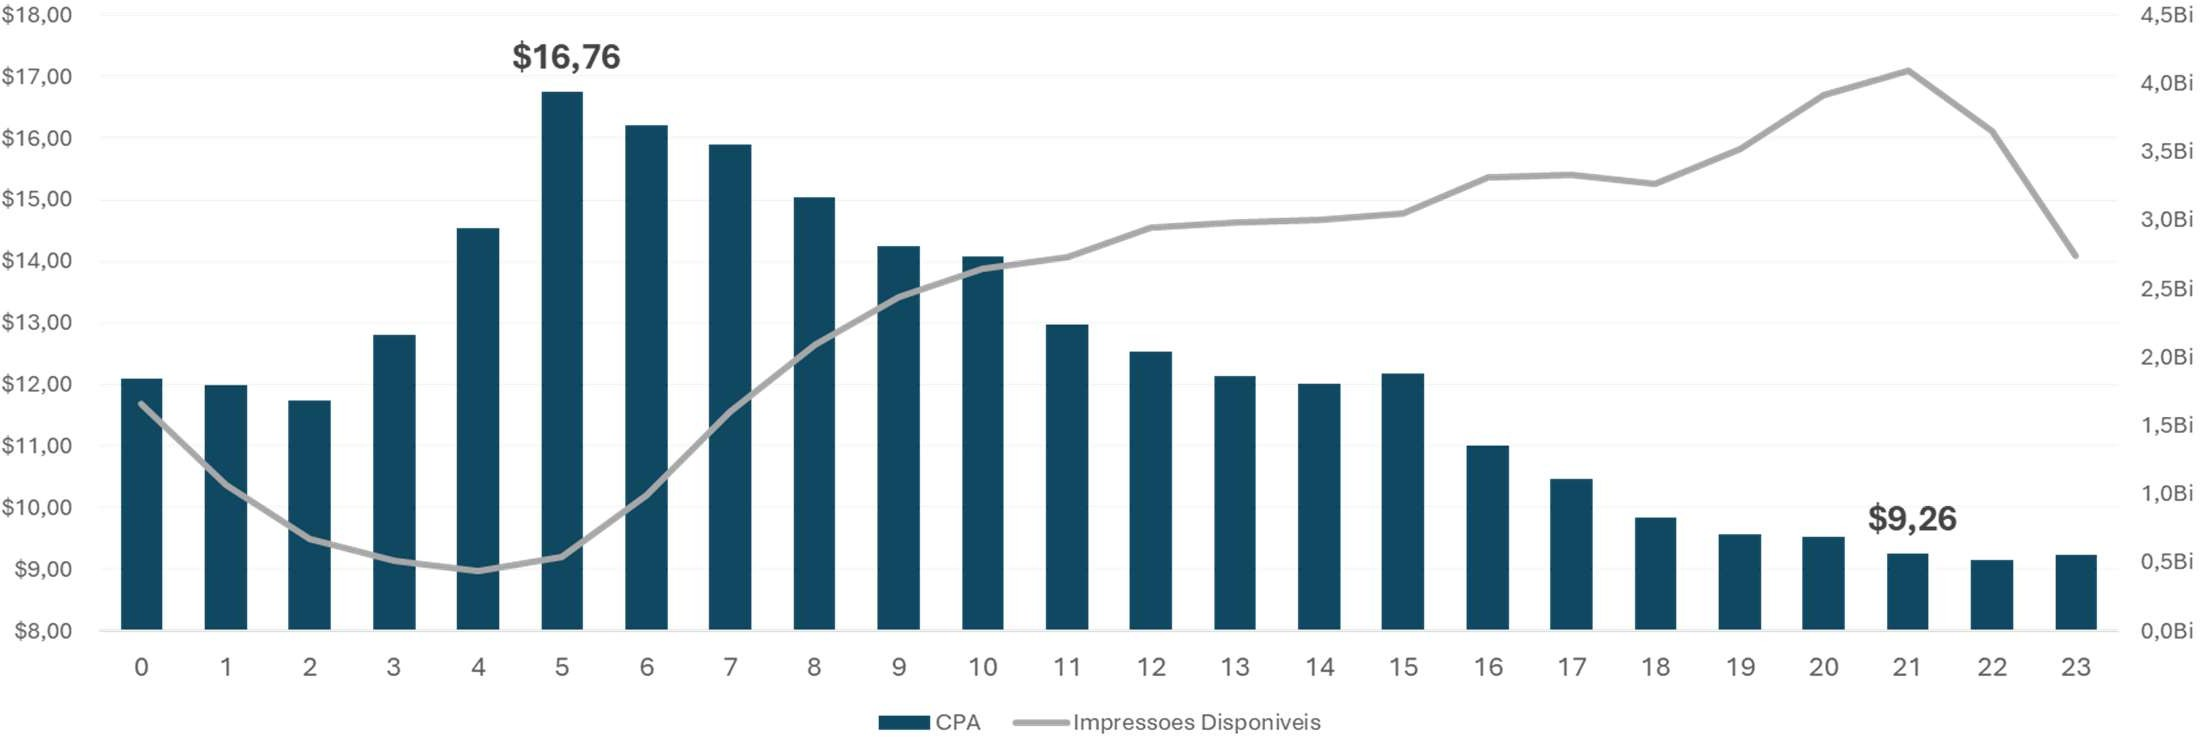 $18,00
4,5Bi
$16,76
$17,00
4,0Bi
$16,00
3,5Bi
$15,00
3,0Bi
$14,00
2,5Bi
$13,00
2,0Bi
$12,00
1,5Bi
$11,00
1,0Bi
$10,00
$9,26
0,5Bi
$9,00
$8,00
0,0Bi
0 1 2 3 4 5 6 7 8 9 10 11 12 13 14 15 16 17 18 19 20 21 22 23
CPA Impressoes Disponiveis